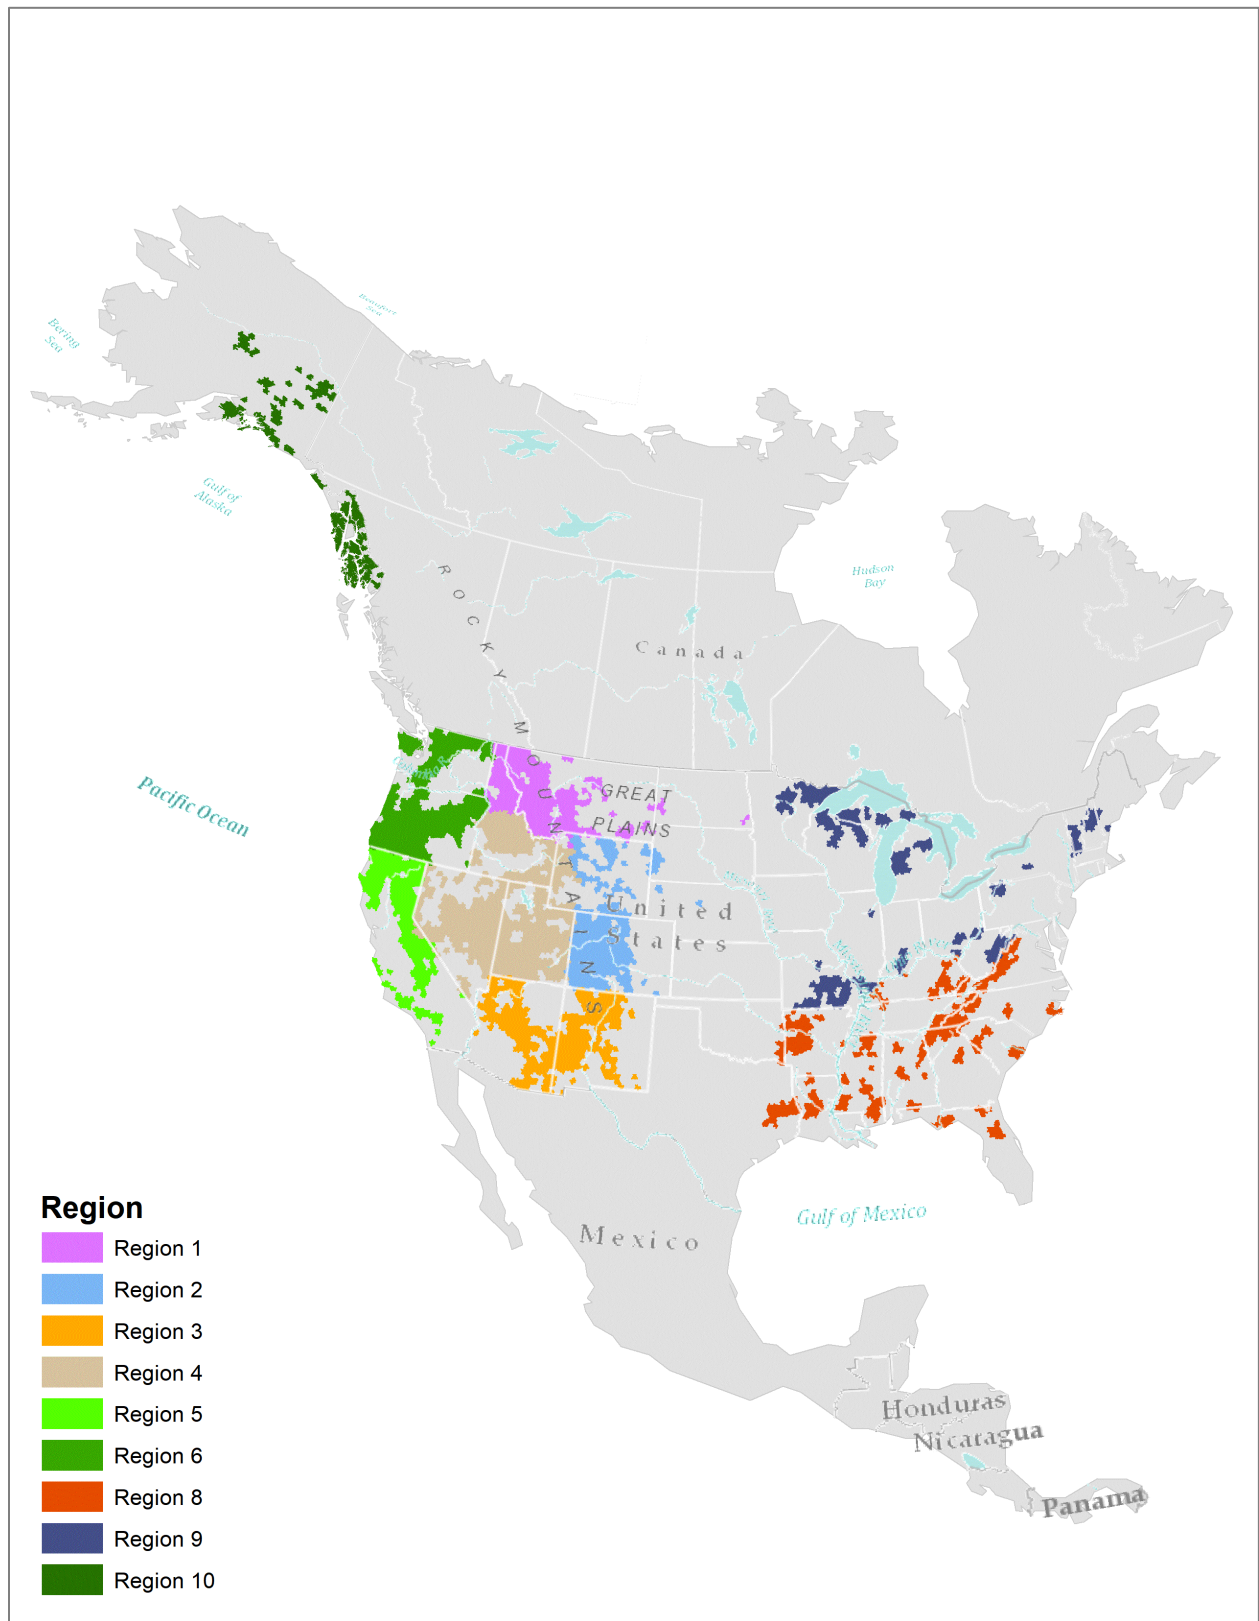 Beaufort
Sea
Bering
Sea
Gulf of
Alaska
Hudson
Bay
ROCKY MOUNTAINS
Canada
Pacific Ocean
GREAT
PLAINS
United
States
Gulf of Mexico
Mexico
Honduras
Nicaragua
Panama
Region
Region 1
Region 2
Region 3
Region 4
Region 5
Region 6
Region 8
Region 9
Region 10